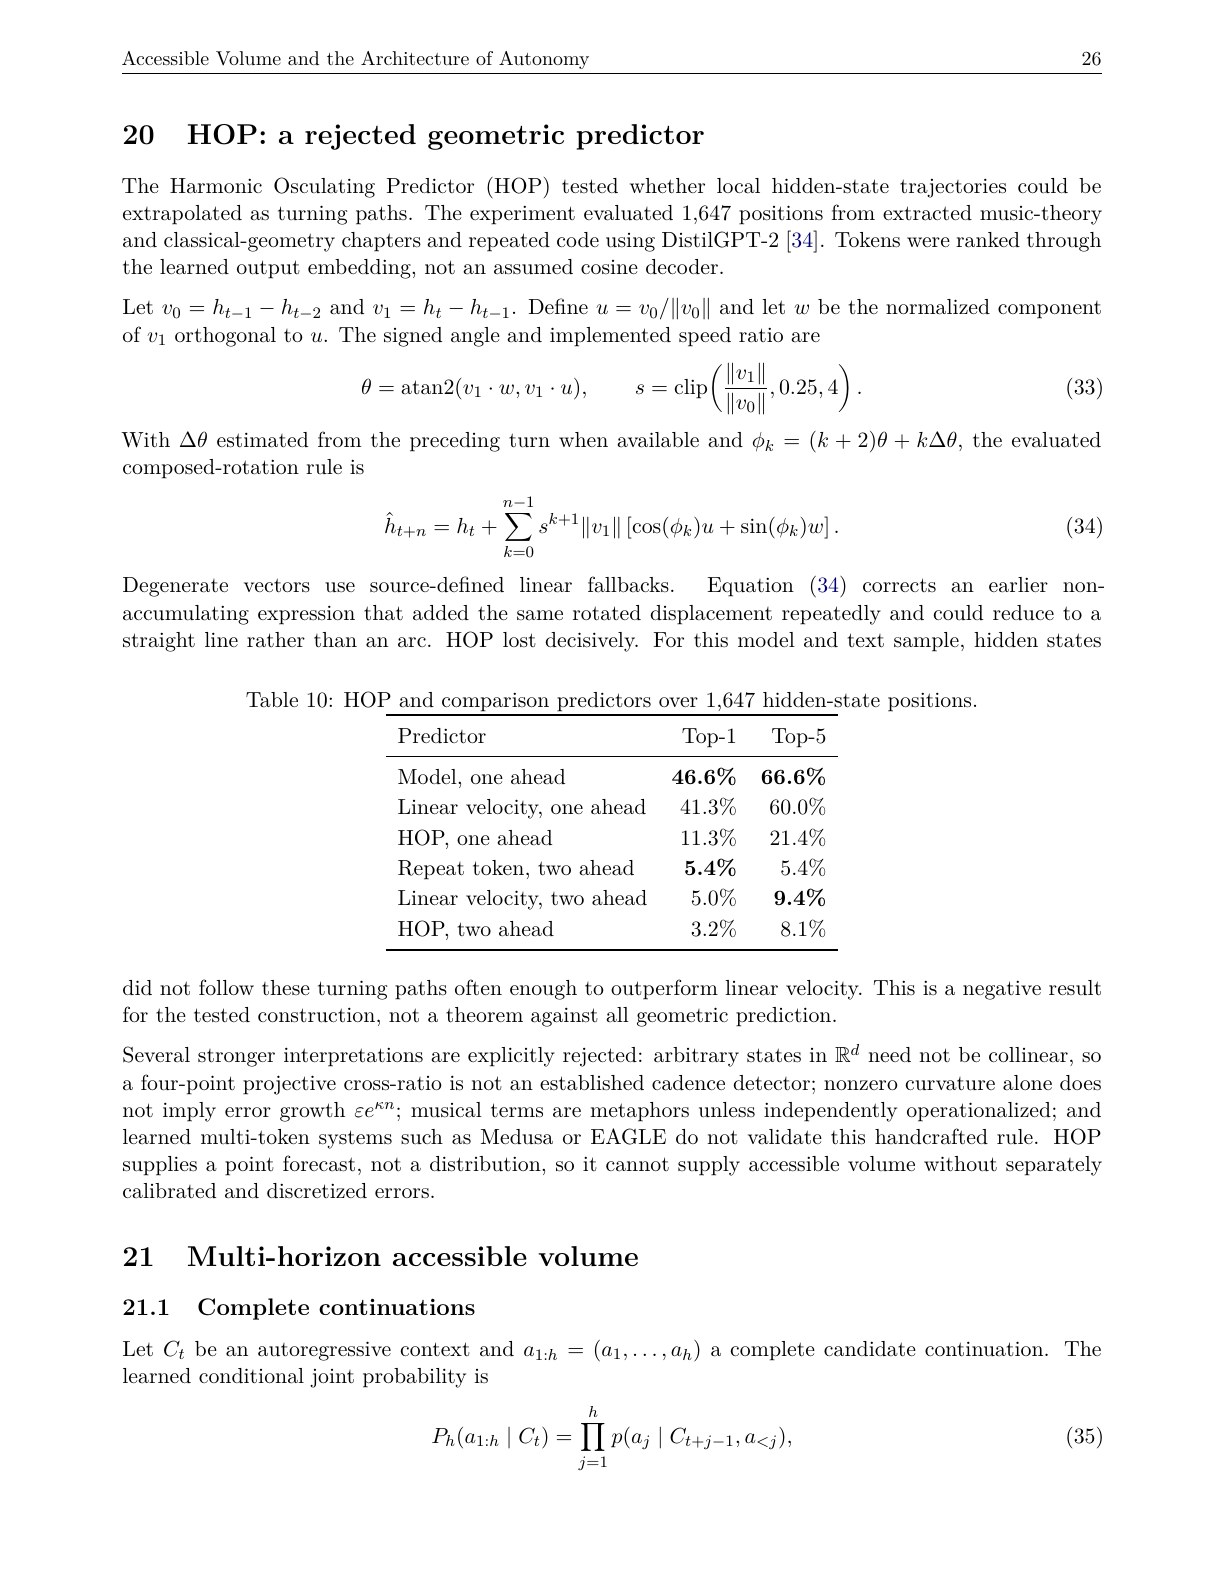 Accessible Volume and the Architecture of Autonomy 26
20 HOP: a rejected geometric predictor
The Harmonic Osculating Predictor (HOP) tested whether local hidden-state trajectories could be
extrapolated as turning paths. The experiment evaluated 1,647 positions from extracted music-theory
and classical-geometry chapters and repeated code using DistilGPT-2 [34]. Tokens were ranked through
the learned output embedding, not an assumed cosine decoder.
Let v₀ = hₜ₋₁ − hₜ₋₂ and v₁ = hₜ − hₜ₋₁. Define u = v₀/‖v₀‖ and let w be the normalized component
of v₁ orthogonal to u. The signed angle and implemented speed ratio are
θ = atan2(v₁ · w, v₁ · u), s = clip(‖v₁‖/‖v₀‖, 0.25, 4). (33)
With Δθ estimated from the preceding turn when available and ϕₖ = (k + 2)θ + kΔθ, the evaluated
composed-rotation rule is
ĥₜ₊ₙ = hₜ + ∑_{k=0}^{n−1} s^{k+1}‖v₁‖ [cos(ϕₖ)u + sin(ϕₖ)w] . (34)
Degenerate vectors use source-defined linear fallbacks. Equation (34) corrects an earlier non-
accumulating expression that added the same rotated displacement repeatedly and could reduce to a
straight line rather than an arc. HOP lost decisively. For this model and text sample, hidden states
Table 10: HOP and comparison predictors over 1,647 hidden-state positions.
Predictor Top-1 Top-5
Model, one ahead 46.6% 66.6%
Linear velocity, one ahead 41.3% 60.0%
HOP, one ahead 11.3% 21.4%
Repeat token, two ahead 5.4% 5.4%
Linear velocity, two ahead 5.0% 9.4%
HOP, two ahead 3.2% 8.1%
did not follow these turning paths often enough to outperform linear velocity. This is a negative result
for the tested construction, not a theorem against all geometric prediction.
Several stronger interpretations are explicitly rejected: arbitrary states in ℝᵈ need not be collinear, so
a four-point projective cross-ratio is not an established cadence detector; nonzero curvature alone does
not imply error growth εe^{κn}; musical terms are metaphors unless independently operationalized; and
learned multi-token systems such as Medusa or EAGLE do not validate this handcrafted rule. HOP
supplies a point forecast, not a distribution, so it cannot supply accessible volume without separately
calibrated and discretized errors.
21 Multi-horizon accessible volume
21.1 Complete continuations
Let Cₜ be an autoregressive context and a_{1:h} = (a₁, . . . , a_h) a complete candidate continuation. The
learned conditional joint probability is
P_h(a_{1:h} | Cₜ) = ∏_{j=1}^{h} p(a_j | C_{t+j−1}, a_{<j}), (35)